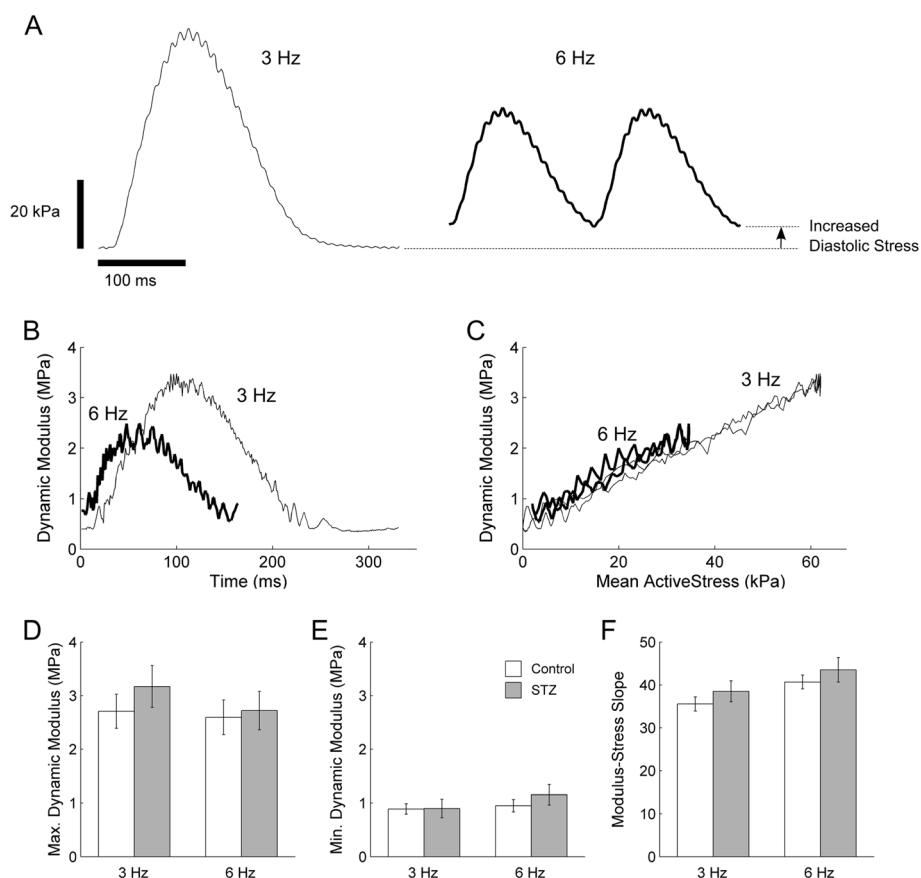 A
3 Hz
6 Hz
20 kPa
100 ms
Increased
Diastolic Stress
B
Dynamic Modulus (MPa)
4
3
2
1
0
6 Hz
3 Hz
0
100
200
300
Time (ms)
C
Dynamic Modulus (MPa)
4
3
2
1
0
3 Hz
6 Hz
0
20
40
60
Mean ActiveStress (kPa)
D
Max. Dynamic Modulus (MPa)
4
3
2
1
0
3 Hz
6 Hz
E
Min. Dynamic Modulus (MPa)
4
3
2
1
0
Control
STZ
3 Hz
6 Hz
F
Modulus-Stress Slope
50
40
30
20
10
0
3 Hz
6 Hz